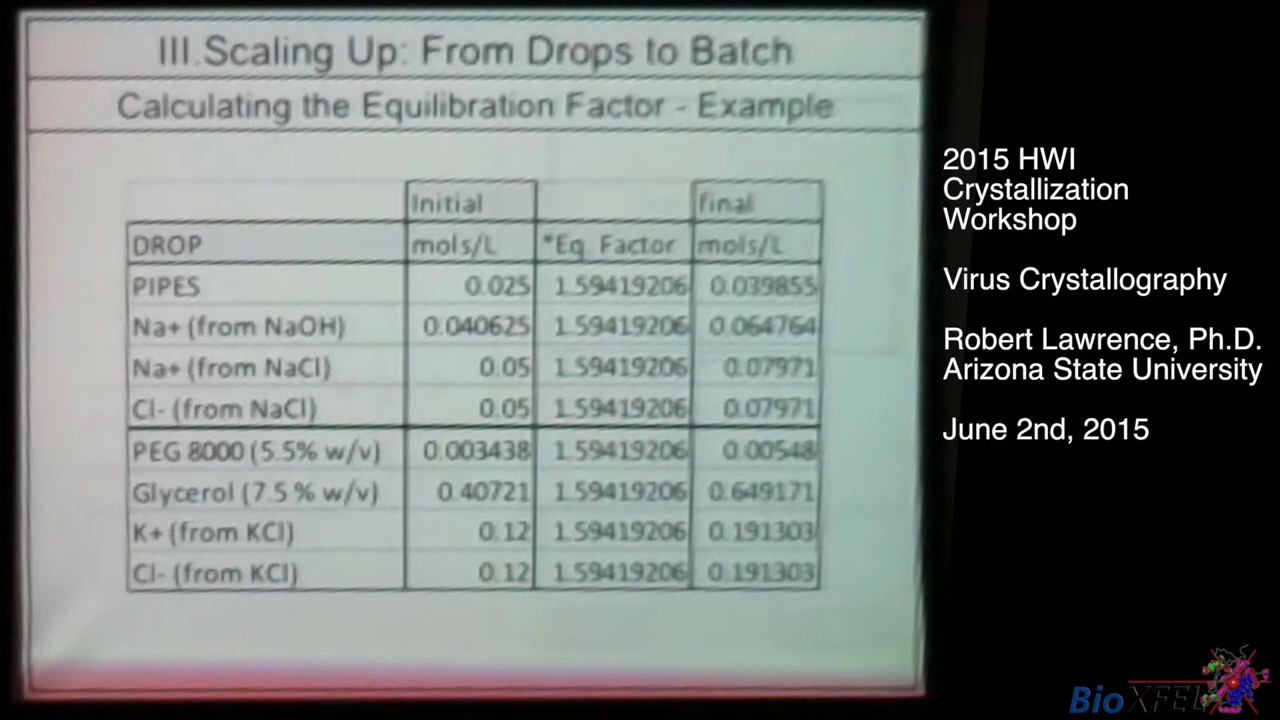 III. Scaling Up: From Drops to Batch
Calculating the Equilibration Factor - Example
Initial final
DROP mols/L *Eq. Factor mols/L
PIPES 0.025 1.59419206 0.039855
Na+ (from NaOH) 0.040625 1.59419206 0.064764
Na+ (from NaCl) 0.05 1.59419206 0.07971
Cl- (from NaCl) 0.05 1.59419206 0.07971
PEG 8000 (5.5% w/v) 0.003438 1.59419206 0.00548
Glycerol (7.5% w/v) 0.40721 1.59419206 0.649171
K+ (from KCl) 0.12 1.59419206 0.191303
Cl- (from KCl) 0.12 1.59419206 0.191303
2015 HWI
Crystallization
Workshop
Virus Crystallography
Robert Lawrence, Ph.D.
Arizona State University
June 2nd, 2015
BioXFEL